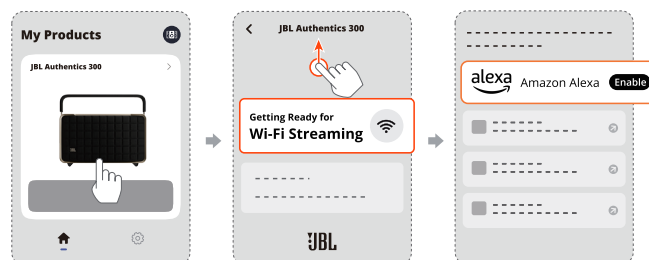 My Products
JBL Authentics 300
JBL Authentics 300
Getting Ready for
Wi-Fi Streaming
JBL
alexa Amazon Alexa Enable